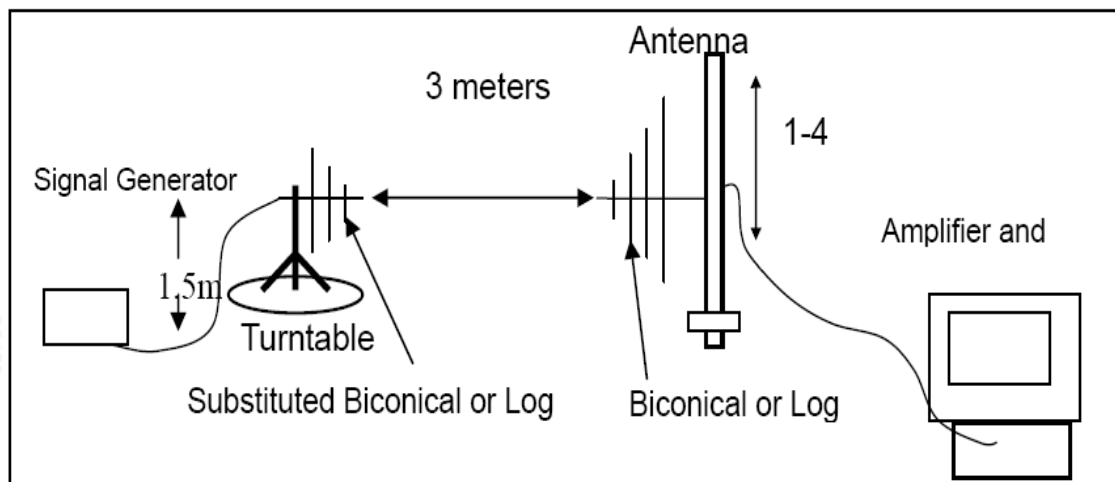 Antenna
3 meters
1-4
Signal Generator
Amplifier and
1.5m
Turntable
Substituted Biconical or Log
Biconical or Log